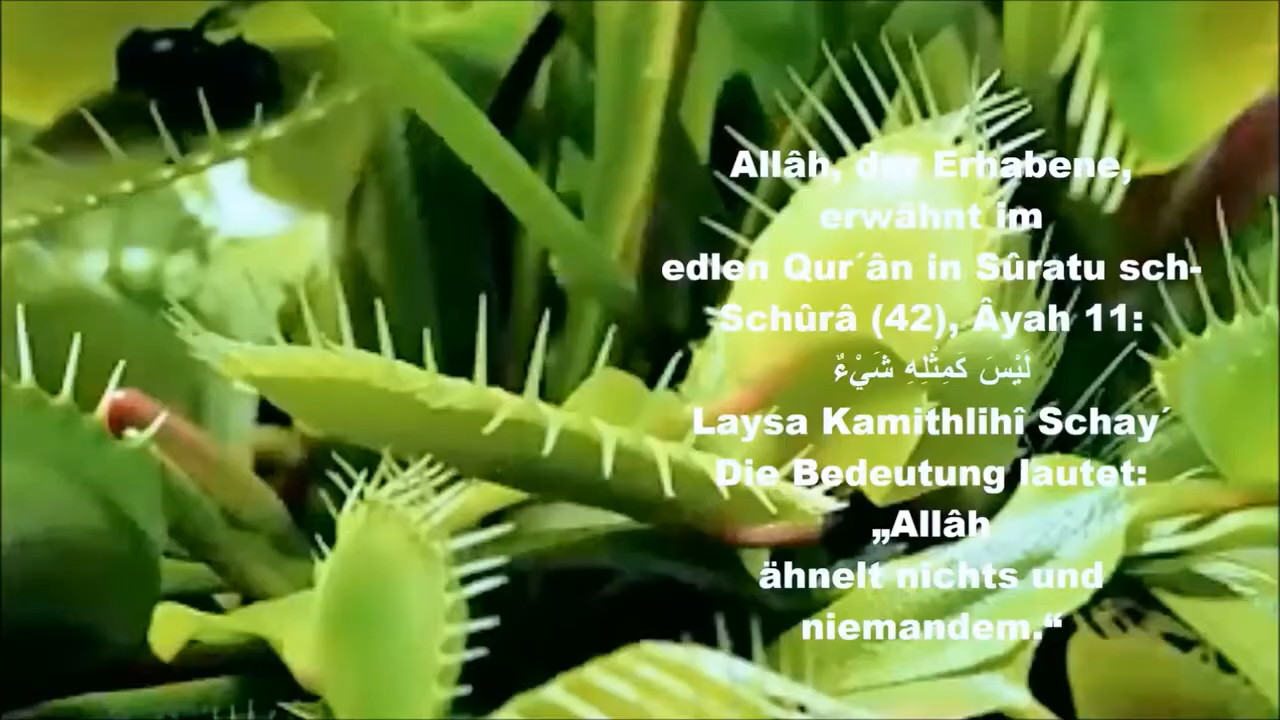 Allâh, der Erhabene,
erwähnt im
edlen Qur´ân in Sûratu sch-
Schûrâ (42), Âyah 11:
لَيْسَ كَمِثْلِهِ شَيْءٌ
Laysa Kamithlihî Schay´
Die Bedeutung lautet:
„Allâh
ähnelt nichts und
niemandem.“